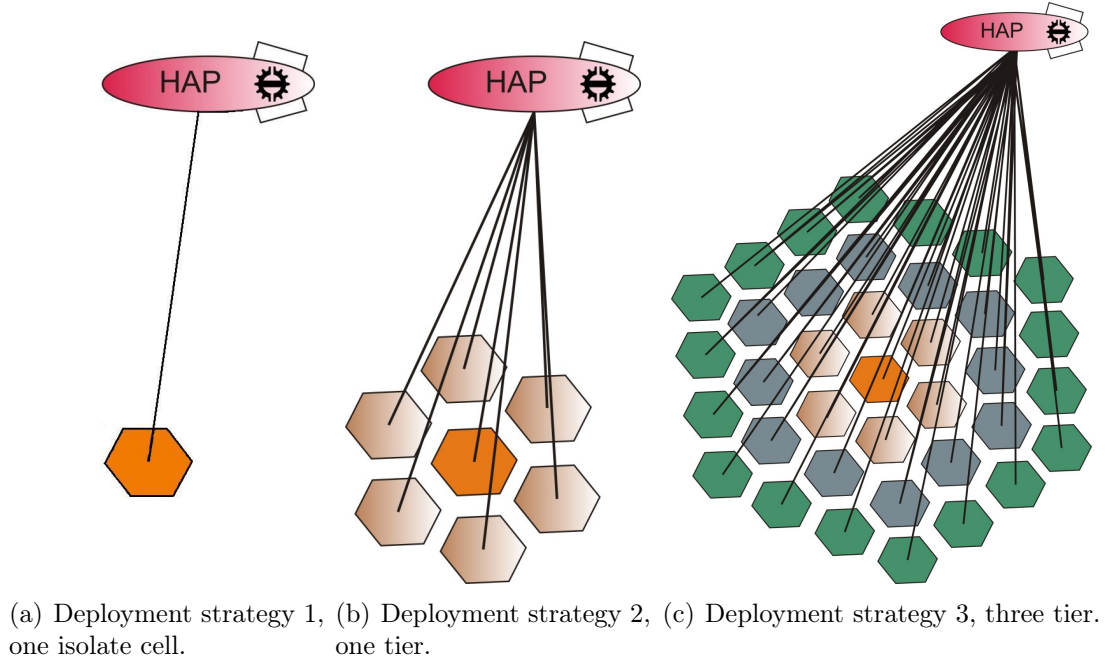 HAP
HAP
HAP
(a) Deployment strategy 1, one isolate cell.
(b) Deployment strategy 2, one tier.
(c) Deployment strategy 3, three tier.